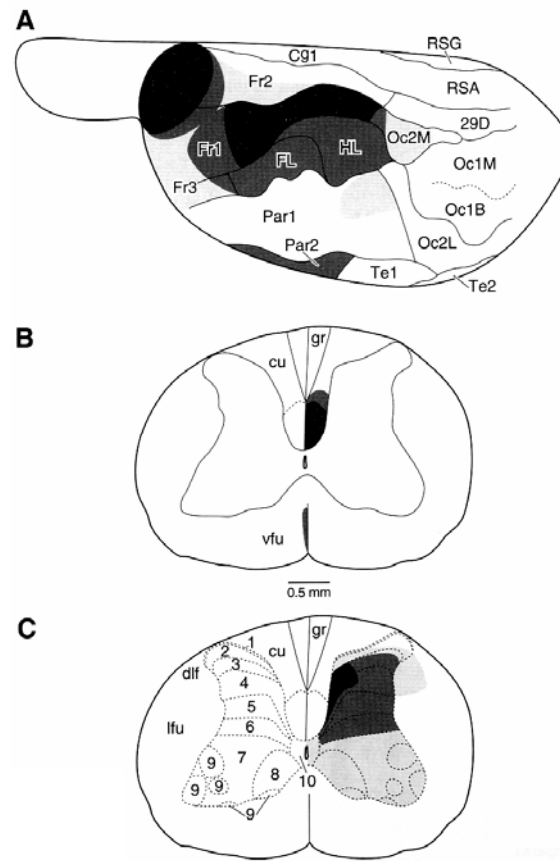 A
RSG
Cg1
Fr2
RSA
29D
Oc2M
Fr1
FL
HL
Oc1M
Fr3
Oc1B
Par1
Oc2L
Par2
Te1
Te2
B
gr
cu
vfu
0.5 mm
C
gr
1
cu
2
dlf
3
4
lfu
5
6
7
9
8
9
9
10
9